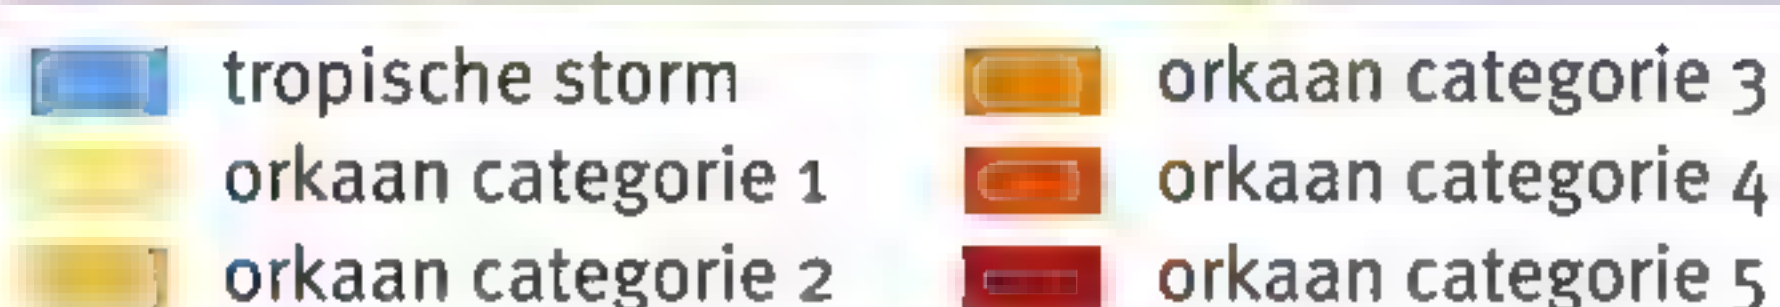 tropische storm
orkaan categorie 1
orkaan categorie 2
orkaan categorie 3
orkaan categorie 4
orkaan categorie 5